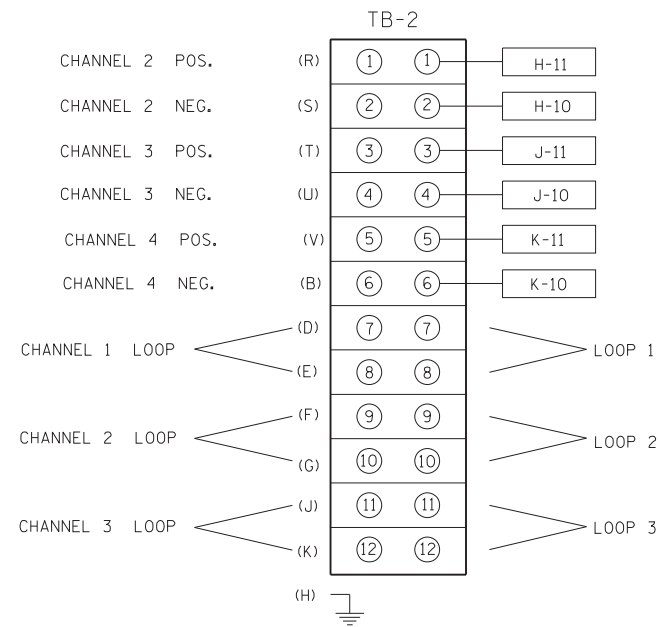 TB-2
CHANNEL 2 POS. (R) 1 1 H-11
CHANNEL 2 NEG. (S) 2 2 H-10
CHANNEL 3 POS. (T) 3 3 J-11
CHANNEL 3 NEG. (U) 4 4 J-10
CHANNEL 4 POS. (V) 5 5 K-11
CHANNEL 4 NEG. (B) 6 6 K-10
(D) 7 7
CHANNEL 1 LOOP LOOP 1
(E) 8 8
(F) 9 9
CHANNEL 2 LOOP LOOP 2
(G) 10 10
(J) 11 11
CHANNEL 3 LOOP LOOP 3
(K) 12 12
(H)